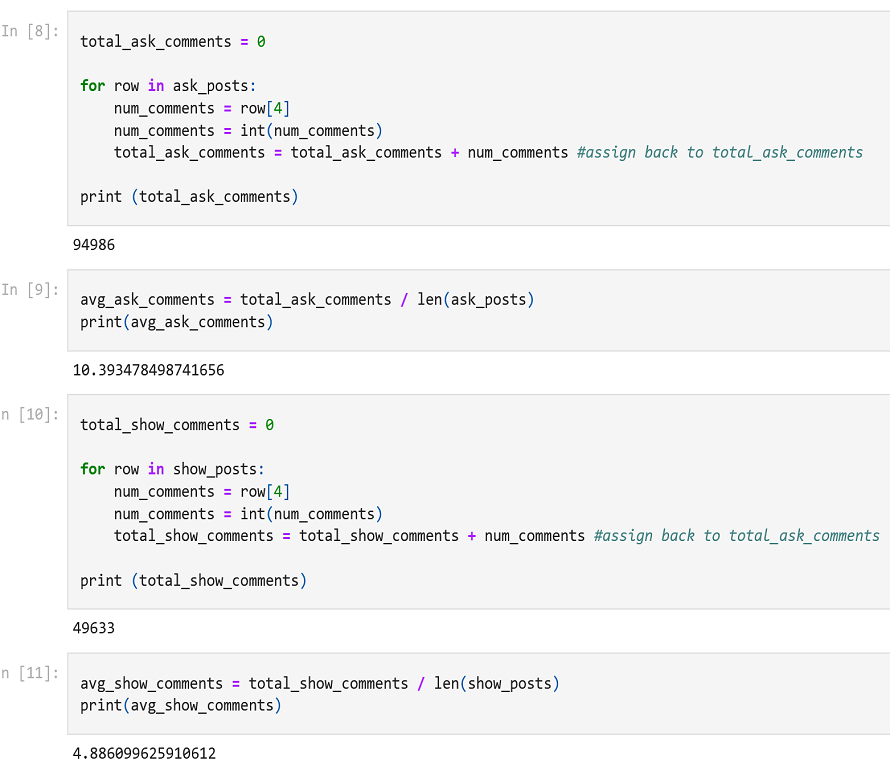 In [8]:
total_ask_comments = 0
for row in ask_posts:
num_comments = row[4]
num_comments = int(num_comments)
total_ask_comments = total_ask_comments + num_comments #assign back to total_ask_comments
print (total_ask_comments)
94986
In [9]:
avg_ask_comments = total_ask_comments / len(ask_posts)
print(avg_ask_comments)
10.393478498741656
n [10]:
total_show_comments = 0
for row in show_posts:
num_comments = row[4]
num_comments = int(num_comments)
total_show_comments = total_show_comments + num_comments #assign back to total_ask_comments
print (total_show_comments)
49633
n [11]:
avg_show_comments = total_show_comments / len(show_posts)
print(avg_show_comments)
4.886099625910612